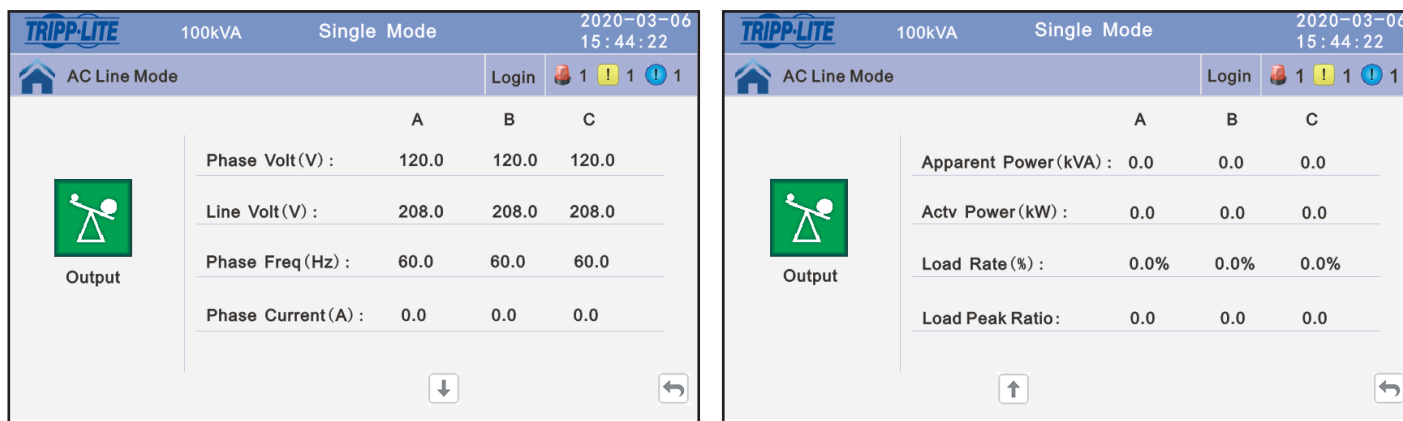 TRIPP·LITE 100kVA Single Mode 2020-03-06
15:44:22
AC Line Mode Login 1 ! 1 ! 1
A B C
Phase Volt(V) : 120.0 120.0 120.0
Line Volt(V) : 208.0 208.0 208.0
Phase Freq(Hz) : 60.0 60.0 60.0
Phase Current(A) : 0.0 0.0 0.0
Output
TRIPP·LITE 100kVA Single Mode 2020-03-06
15:44:22
AC Line Mode Login 1 ! 1 ! 1
A B C
Apparent Power(kVA) : 0.0 0.0 0.0
Actv Power(kW) : 0.0 0.0 0.0
Load Rate(%) : 0.0% 0.0% 0.0%
Load Peak Ratio: 0.0 0.0 0.0
Output